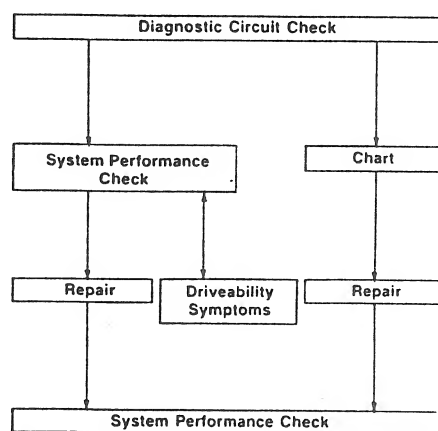 Diagnostic Circuit Check
System Performance
Check
Chart
Repair
Driveability
Symptoms
Repair
System Performance Check